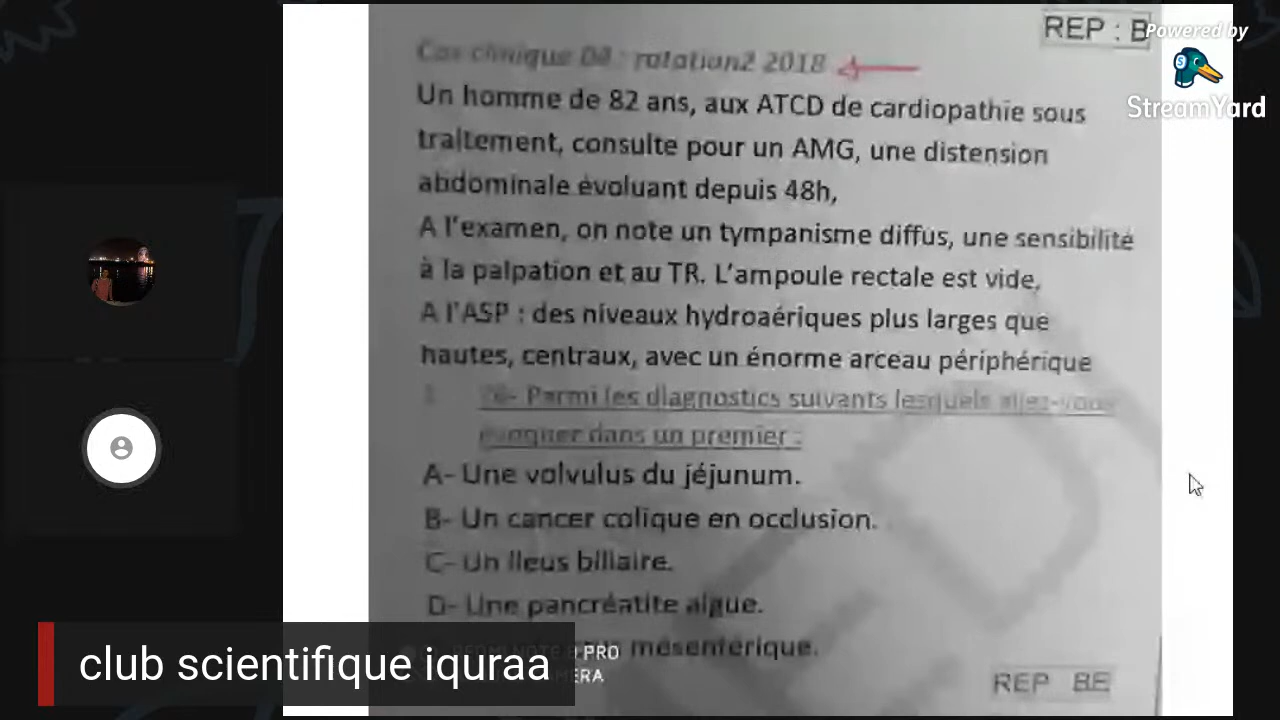 REP : B
Powered by
StreamYard
Cas clinique 08 : rotation2 2018
Un homme de 82 ans, aux ATCD de cardiopathie sous
traitement, consulte pour un AMG, une distension
abdominale évoluant depuis 48h,
A l'examen, on note un tympanisme diffus, une sensibilité
à la palpation et au TR. L'ampoule rectale est vide,
A l'ASP : des niveaux hydroaériques plus larges que
hautes, centraux, avec un énorme arceau périphérique
Parmi les diagnostics suivants lesquels allez-vous
évoquer dans un premier :
A- Une volvulus du jéjunum.
B- Un cancer colique en occlusion.
C- Un ileus biliaire.
D- Une pancréatite aigue.
mésentérique.
PRO
ERA
club scientifique iquraa
REP BE